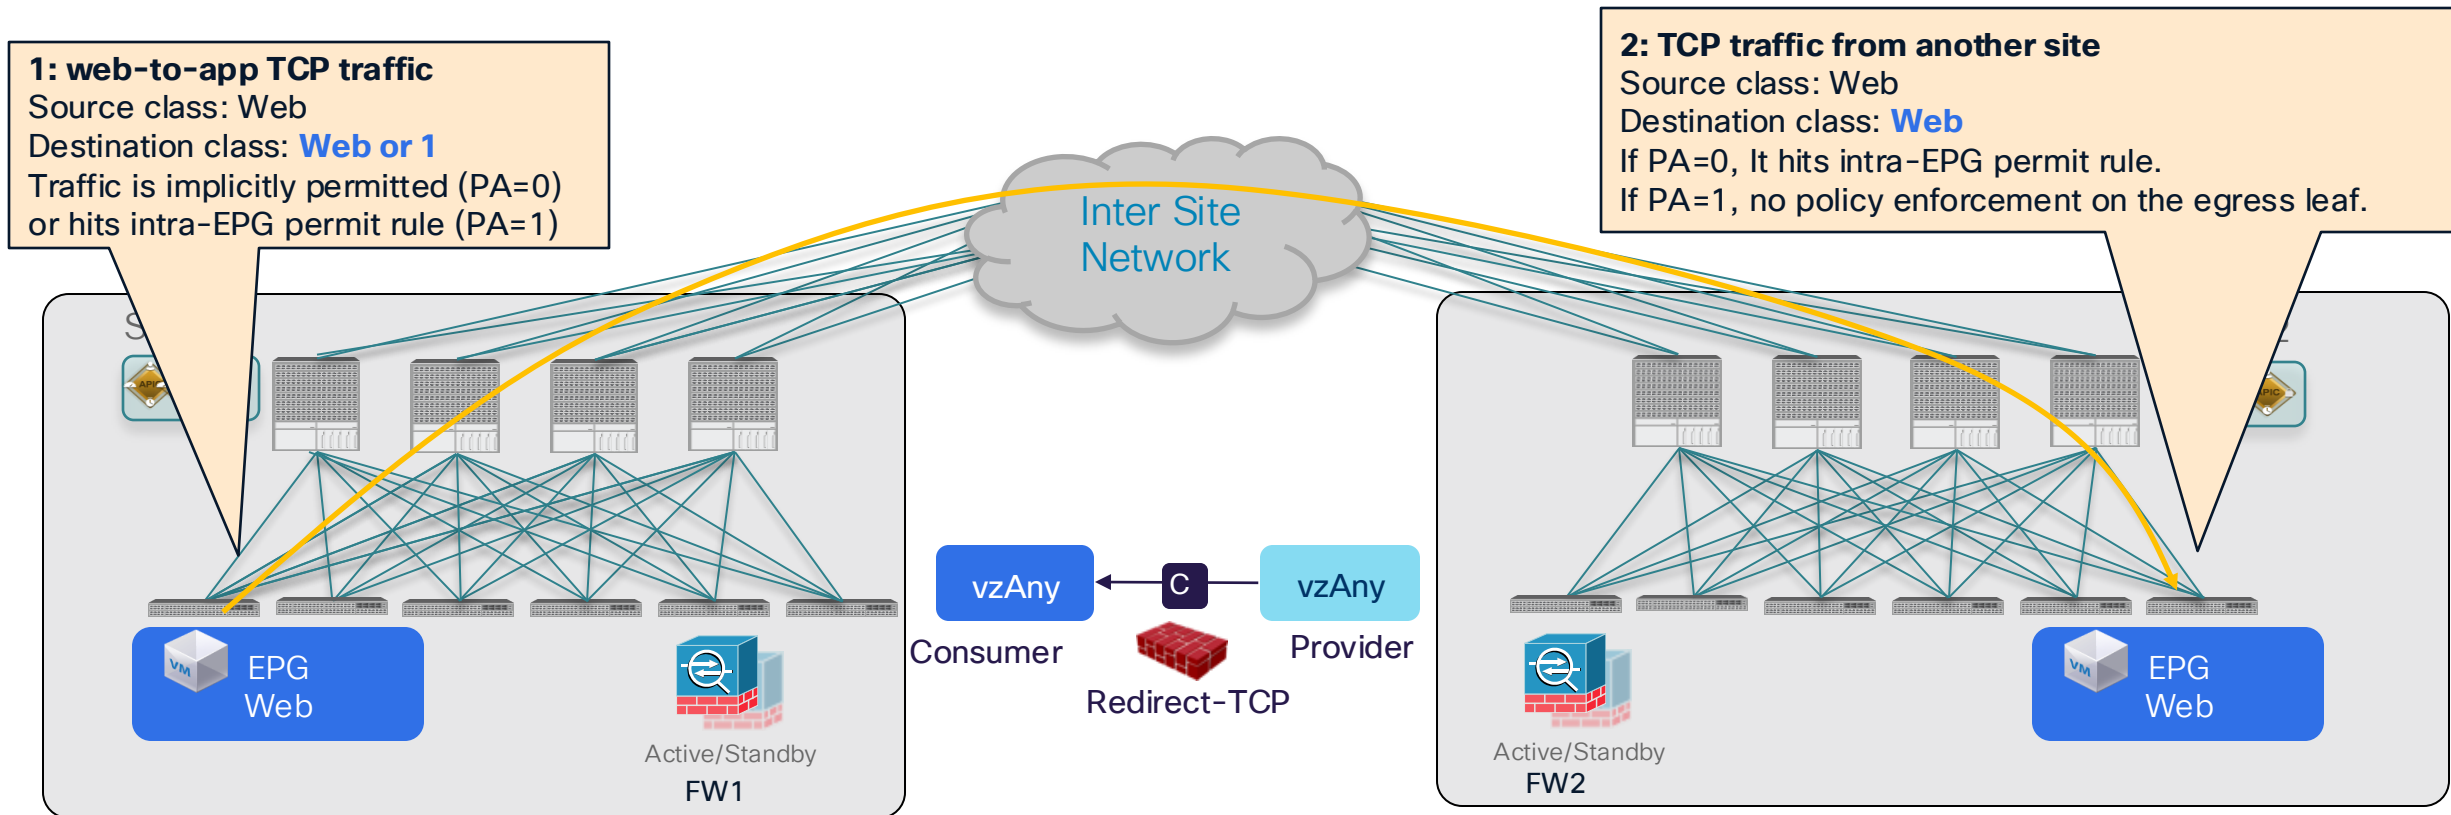 1: web-to-app TCP traffic
Source class: Web
Destination class: Web or 1
Traffic is implicitly permitted (PA=0)
or hits intra-EPG permit rule (PA=1)
2: TCP traffic from another site
Source class: Web
Destination class: Web
If PA=0, It hits intra-EPG permit rule.
If PA=1, no policy enforcement on the egress leaf.
Inter Site
Network
APIC
vzAny
C
vzAny
Consumer
Provider
Redirect-TCP
VM
EPG
Web
Active/Standby
FW1
Active/Standby
FW2
VM
EPG
Web